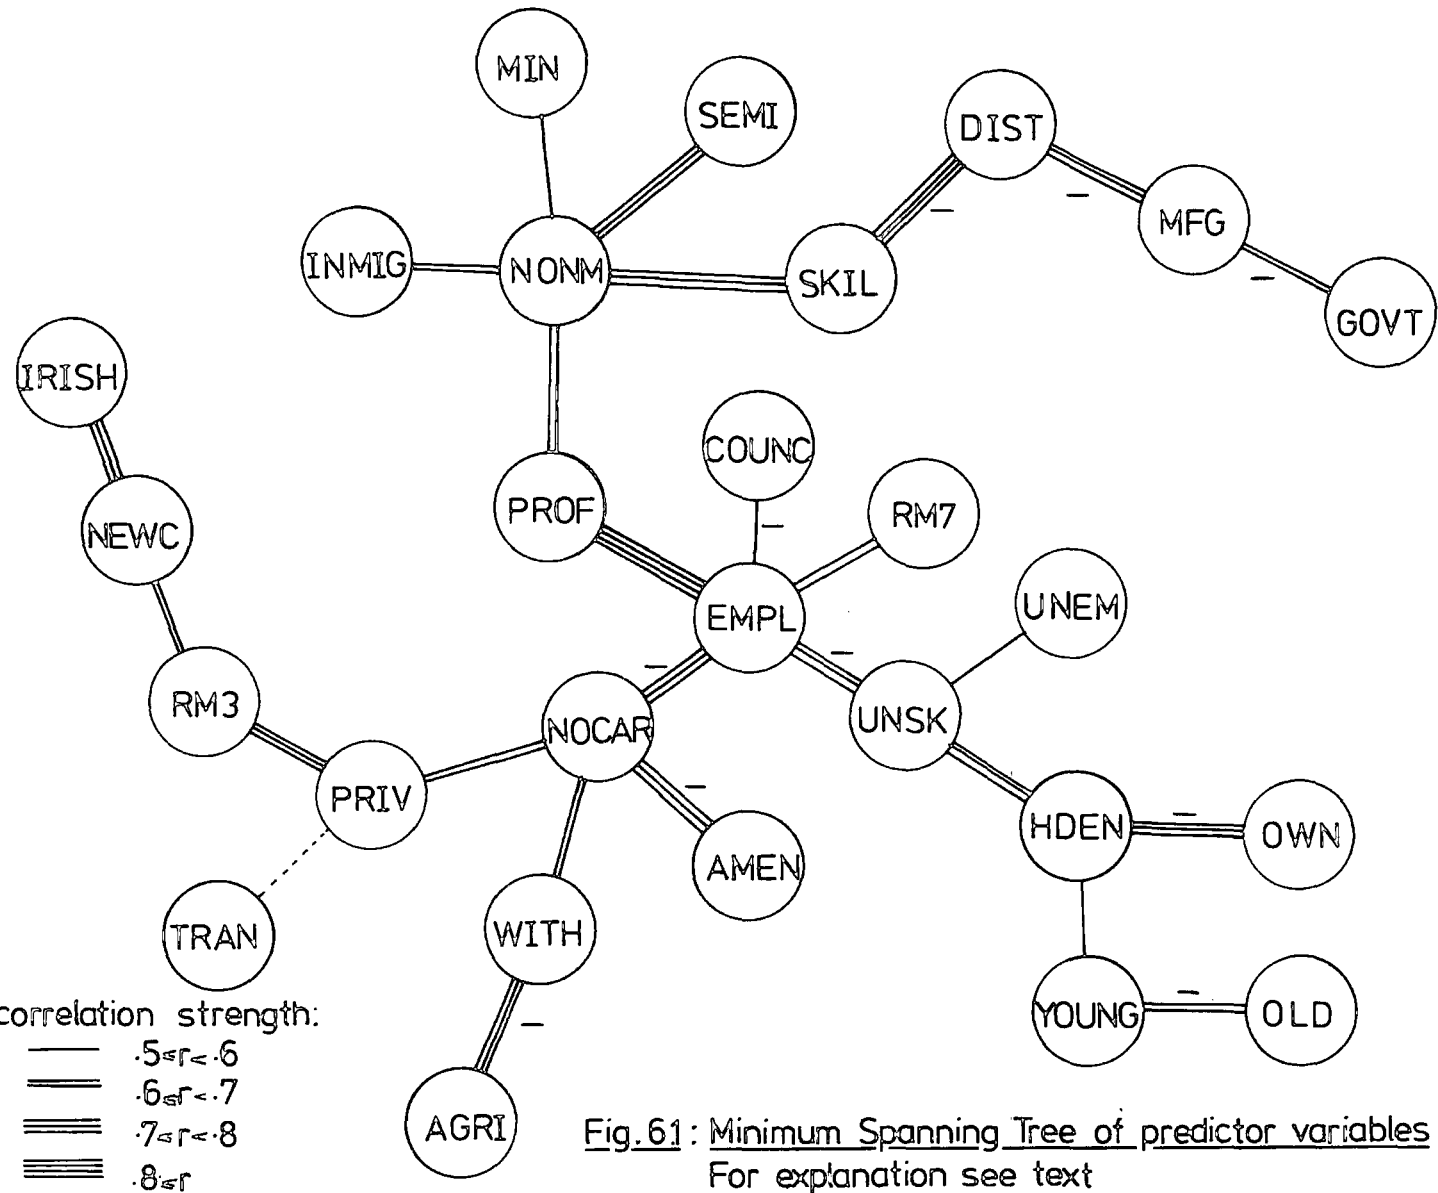 MIN
SEMI
DIST
MFG
INMIG
NONM
SKIL
GOVT
IRISH
COUNC
NEWC
PROF
RM7
EMPL
UNEM
RM3
NOCAR
UNSK
PRIV
HDEN
OWN
AMEN
TRAN
WITH
YOUNG
OLD
AGRI
correlation strength:
·5≤r<·6
·6≤r<·7
·7≤r<·8
·8≤r
Fig.61: Minimum Spanning Tree of predictor variables
For explanation see text